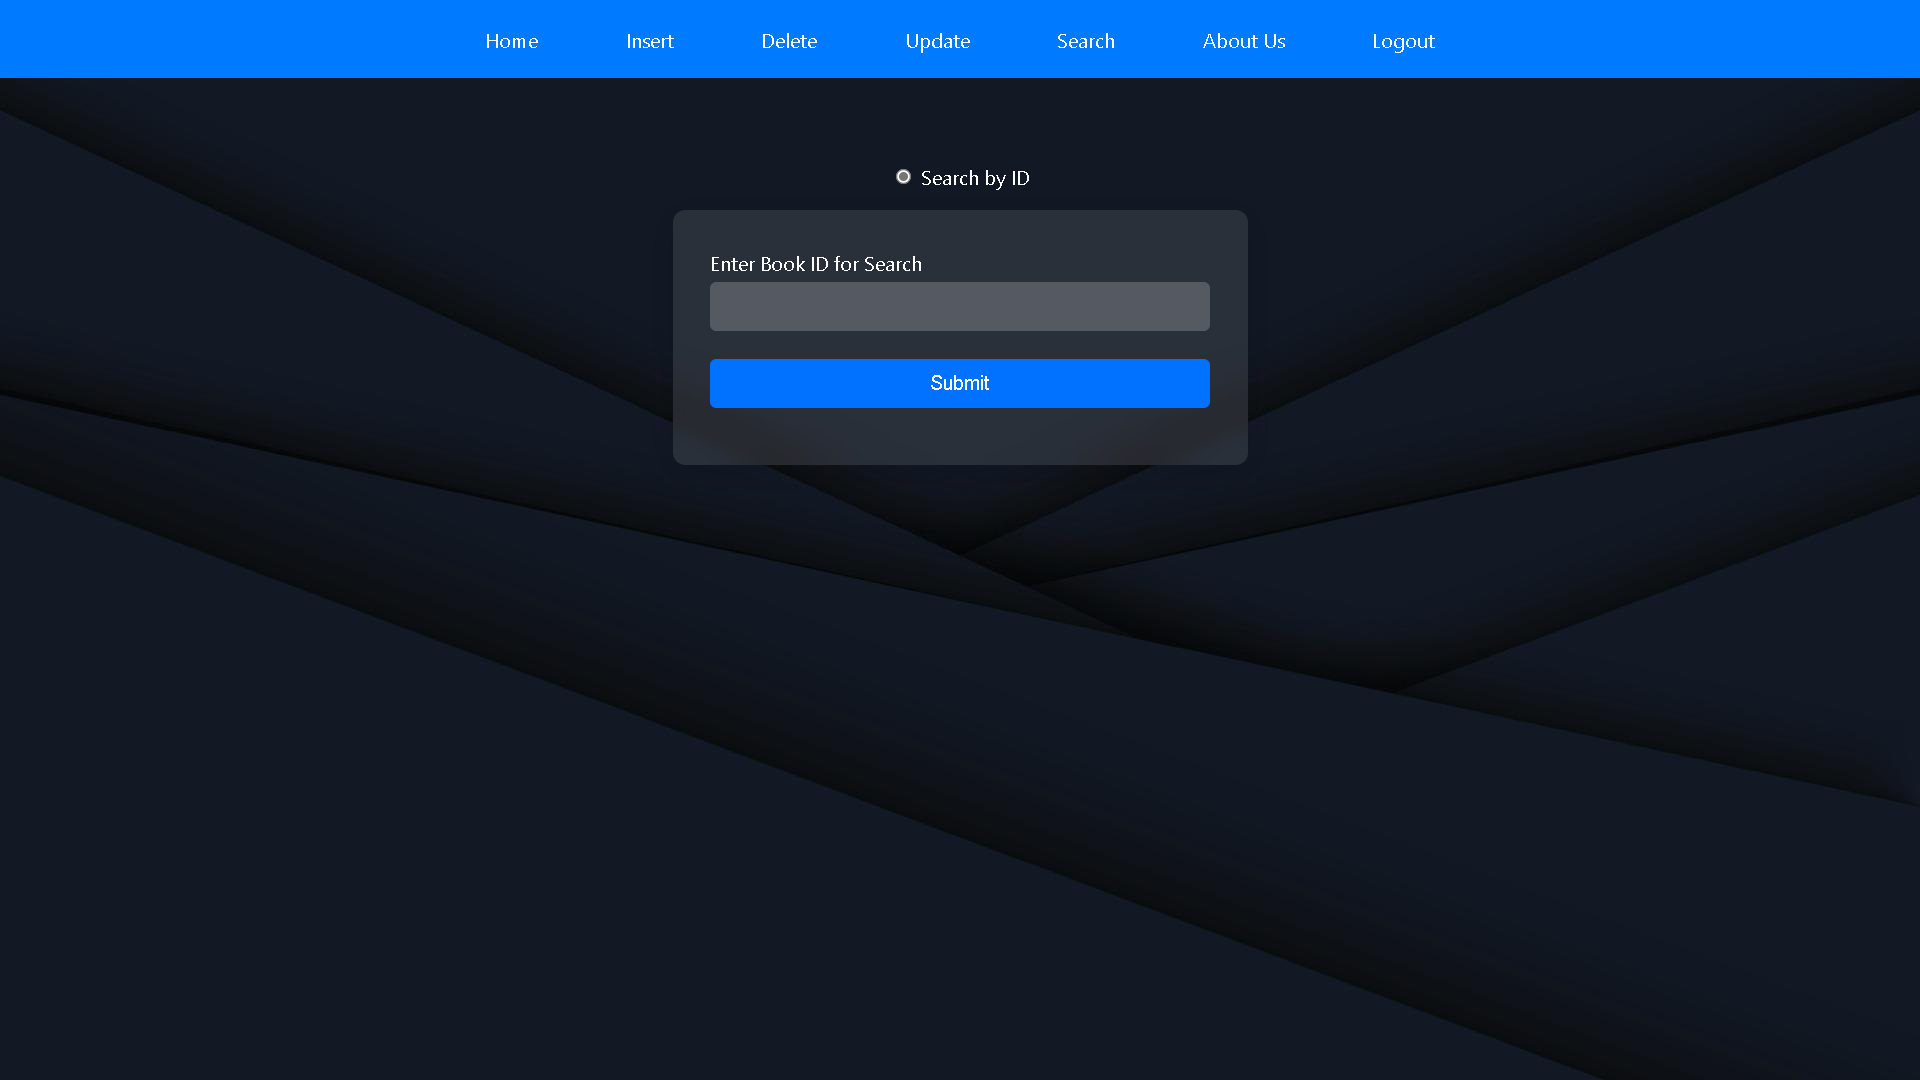 Home Insert Delete Update Search About Us Logout
Search by ID
Enter Book ID for Search
Submit